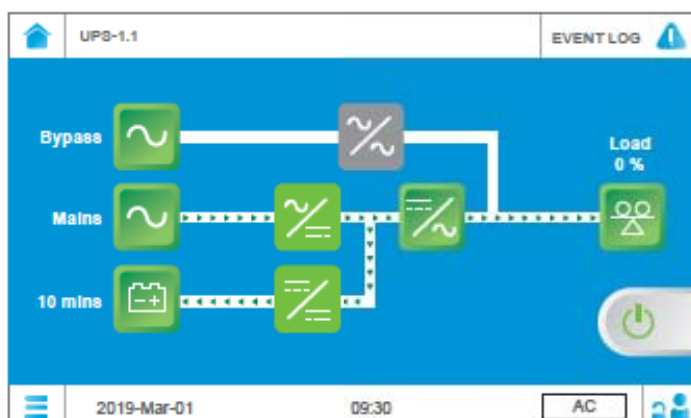 UPS-1.1
EVENT LOG
Bypass
Load
0 %
Mains
10 mins
2019-Mar-01
09:30
AC